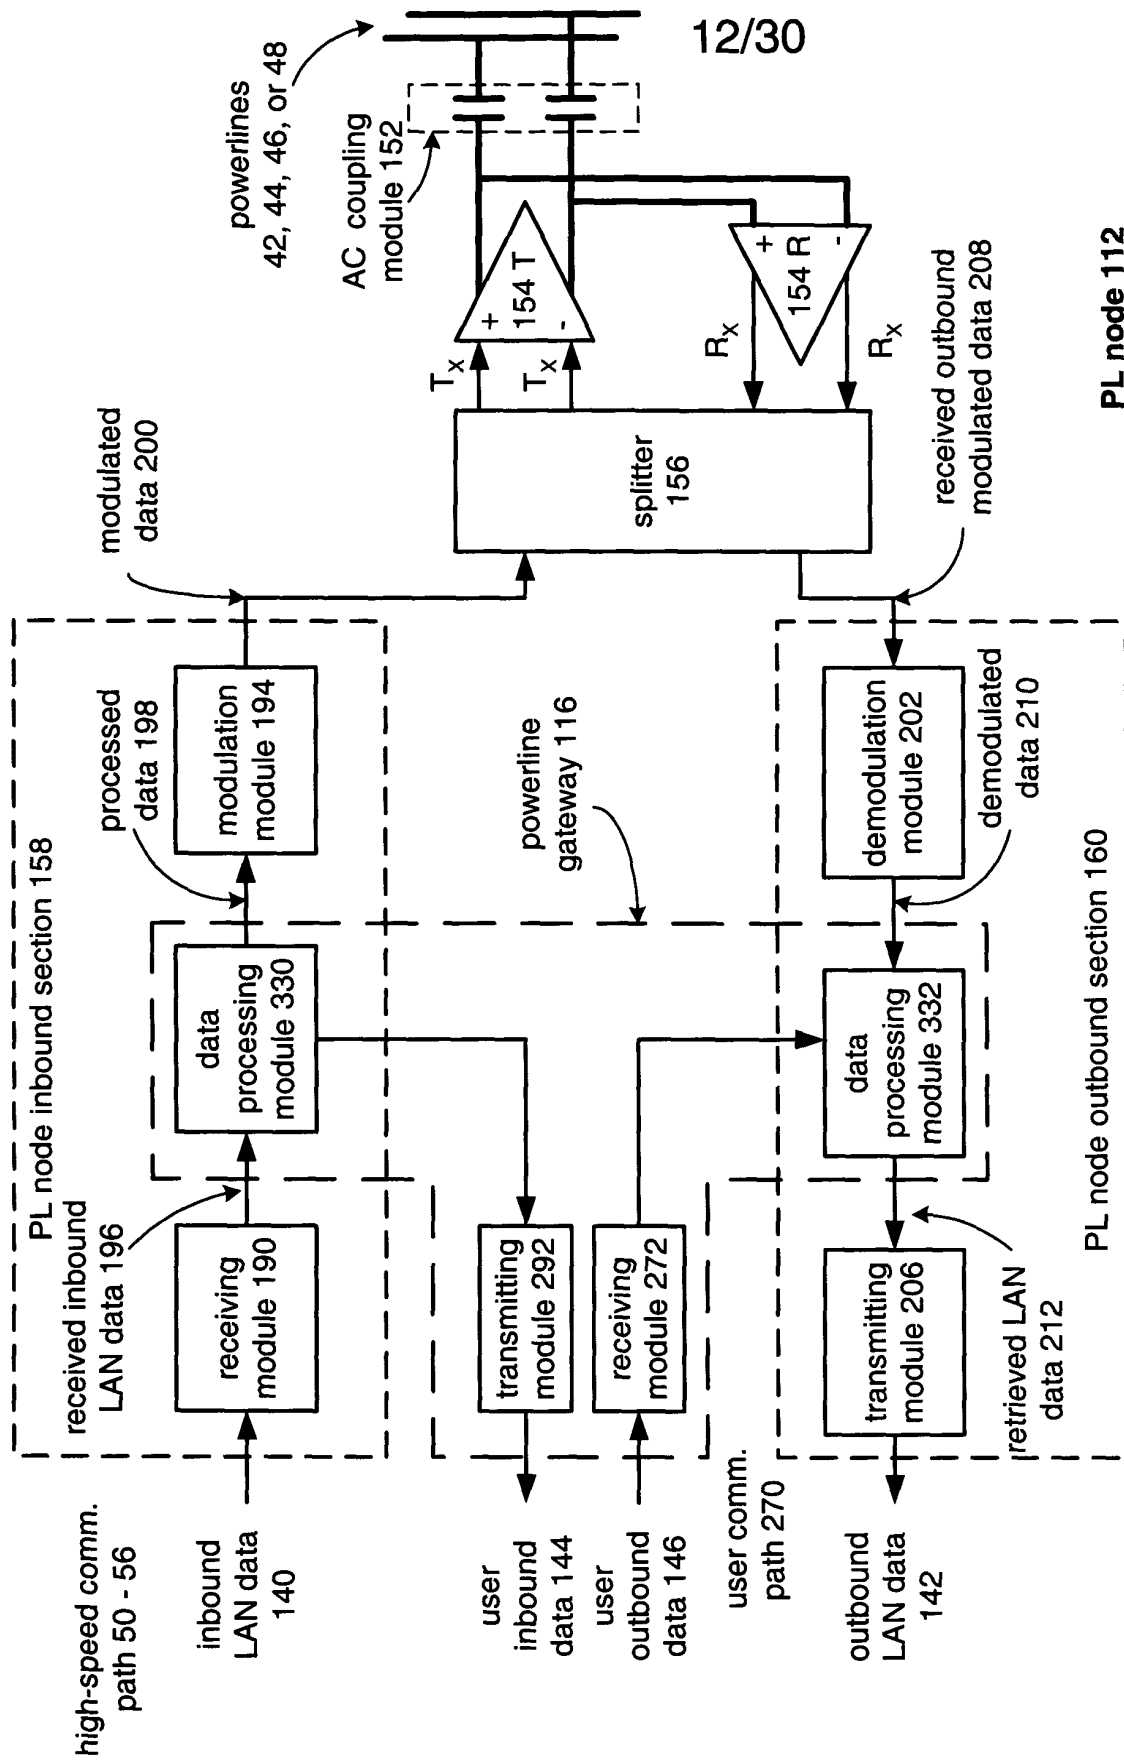 12/30
powerlines
42, 44, 46, or 48
AC coupling
module 152
+
154 T
-
+
154 R
-
Tx
Tx
Rx
Rx
splitter
156
modulated
data 200
received outbound
modulated data 208
PL node 112
PL node inbound section 158
processed
data 198
modulation
module 194
data
processing
module 330
received inbound
LAN data 196
receiving
module 190
high-speed comm.
path 50 - 56
inbound
LAN data
140
powerline
gateway 116
transmitting
module 292
receiving
module 272
user
inbound
data 144
user
outbound
data 146
user comm.
path 270
demodulation
module 202
demodulated
data 210
data
processing
module 332
PL node outbound section 160
transmitting
module 206
retrieved LAN
data 212
outbound
LAN data
142